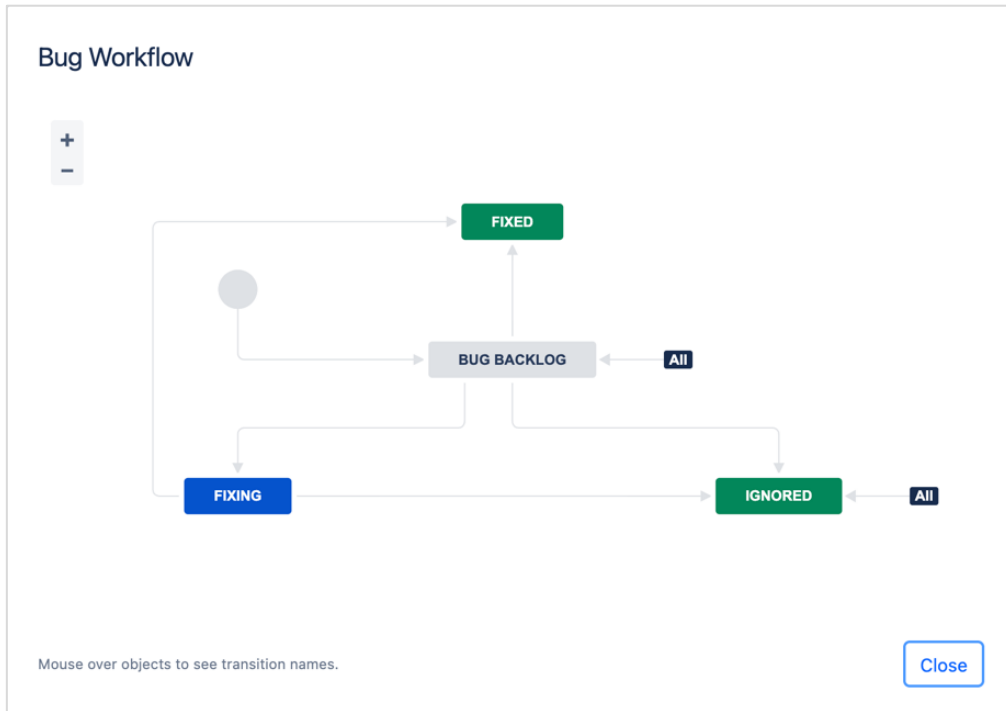 Bug Workflow
+
−
FIXED
BUG BACKLOG
All
FIXING
IGNORED
All
Mouse over objects to see transition names.
Close